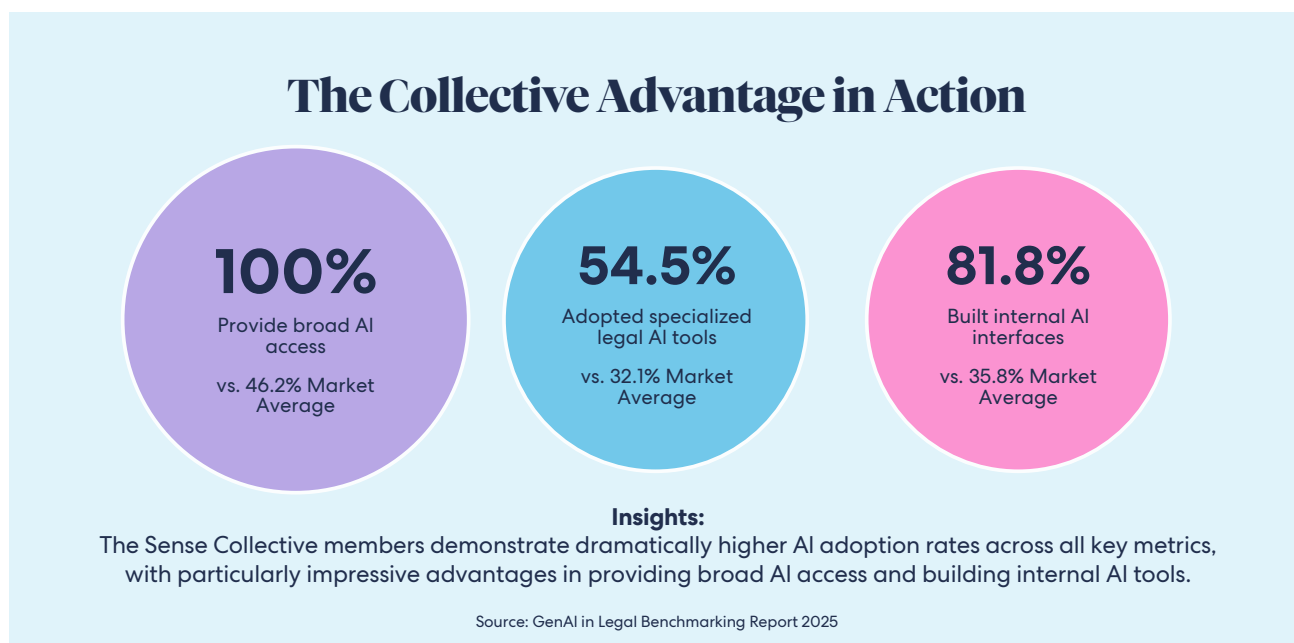 The Collective Advantage in Action
100%
Provide broad AI
access
vs. 46.2% Market
Average
54.5%
Adopted specialized
legal AI tools
vs. 32.1% Market
Average
81.8%
Built internal AI
interfaces
vs. 35.8% Market
Average
Insights:
The Sense Collective members demonstrate dramatically higher AI adoption rates across all key metrics,
with particularly impressive advantages in providing broad AI access and building internal AI tools.
Source: GenAI in Legal Benchmarking Report 2025